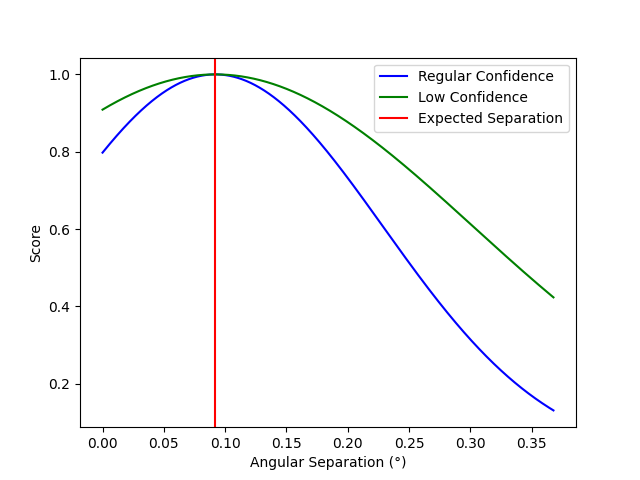 Regular Confidence
Low Confidence
Expected Separation
Score
1.0
0.8
0.6
0.4
0.2
0.00 0.05 0.10 0.15 0.20 0.25 0.30 0.35
Angular Separation (°)